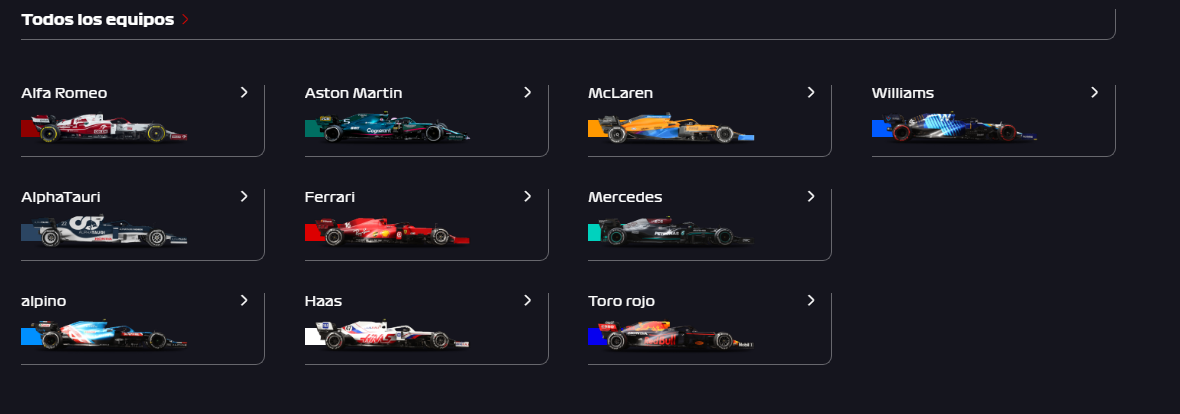 Todos los equipos
Alfa Romeo
Aston Martin
McLaren
Williams
AlphaTauri
Ferrari
Mercedes
alpino
Haas
Toro rojo